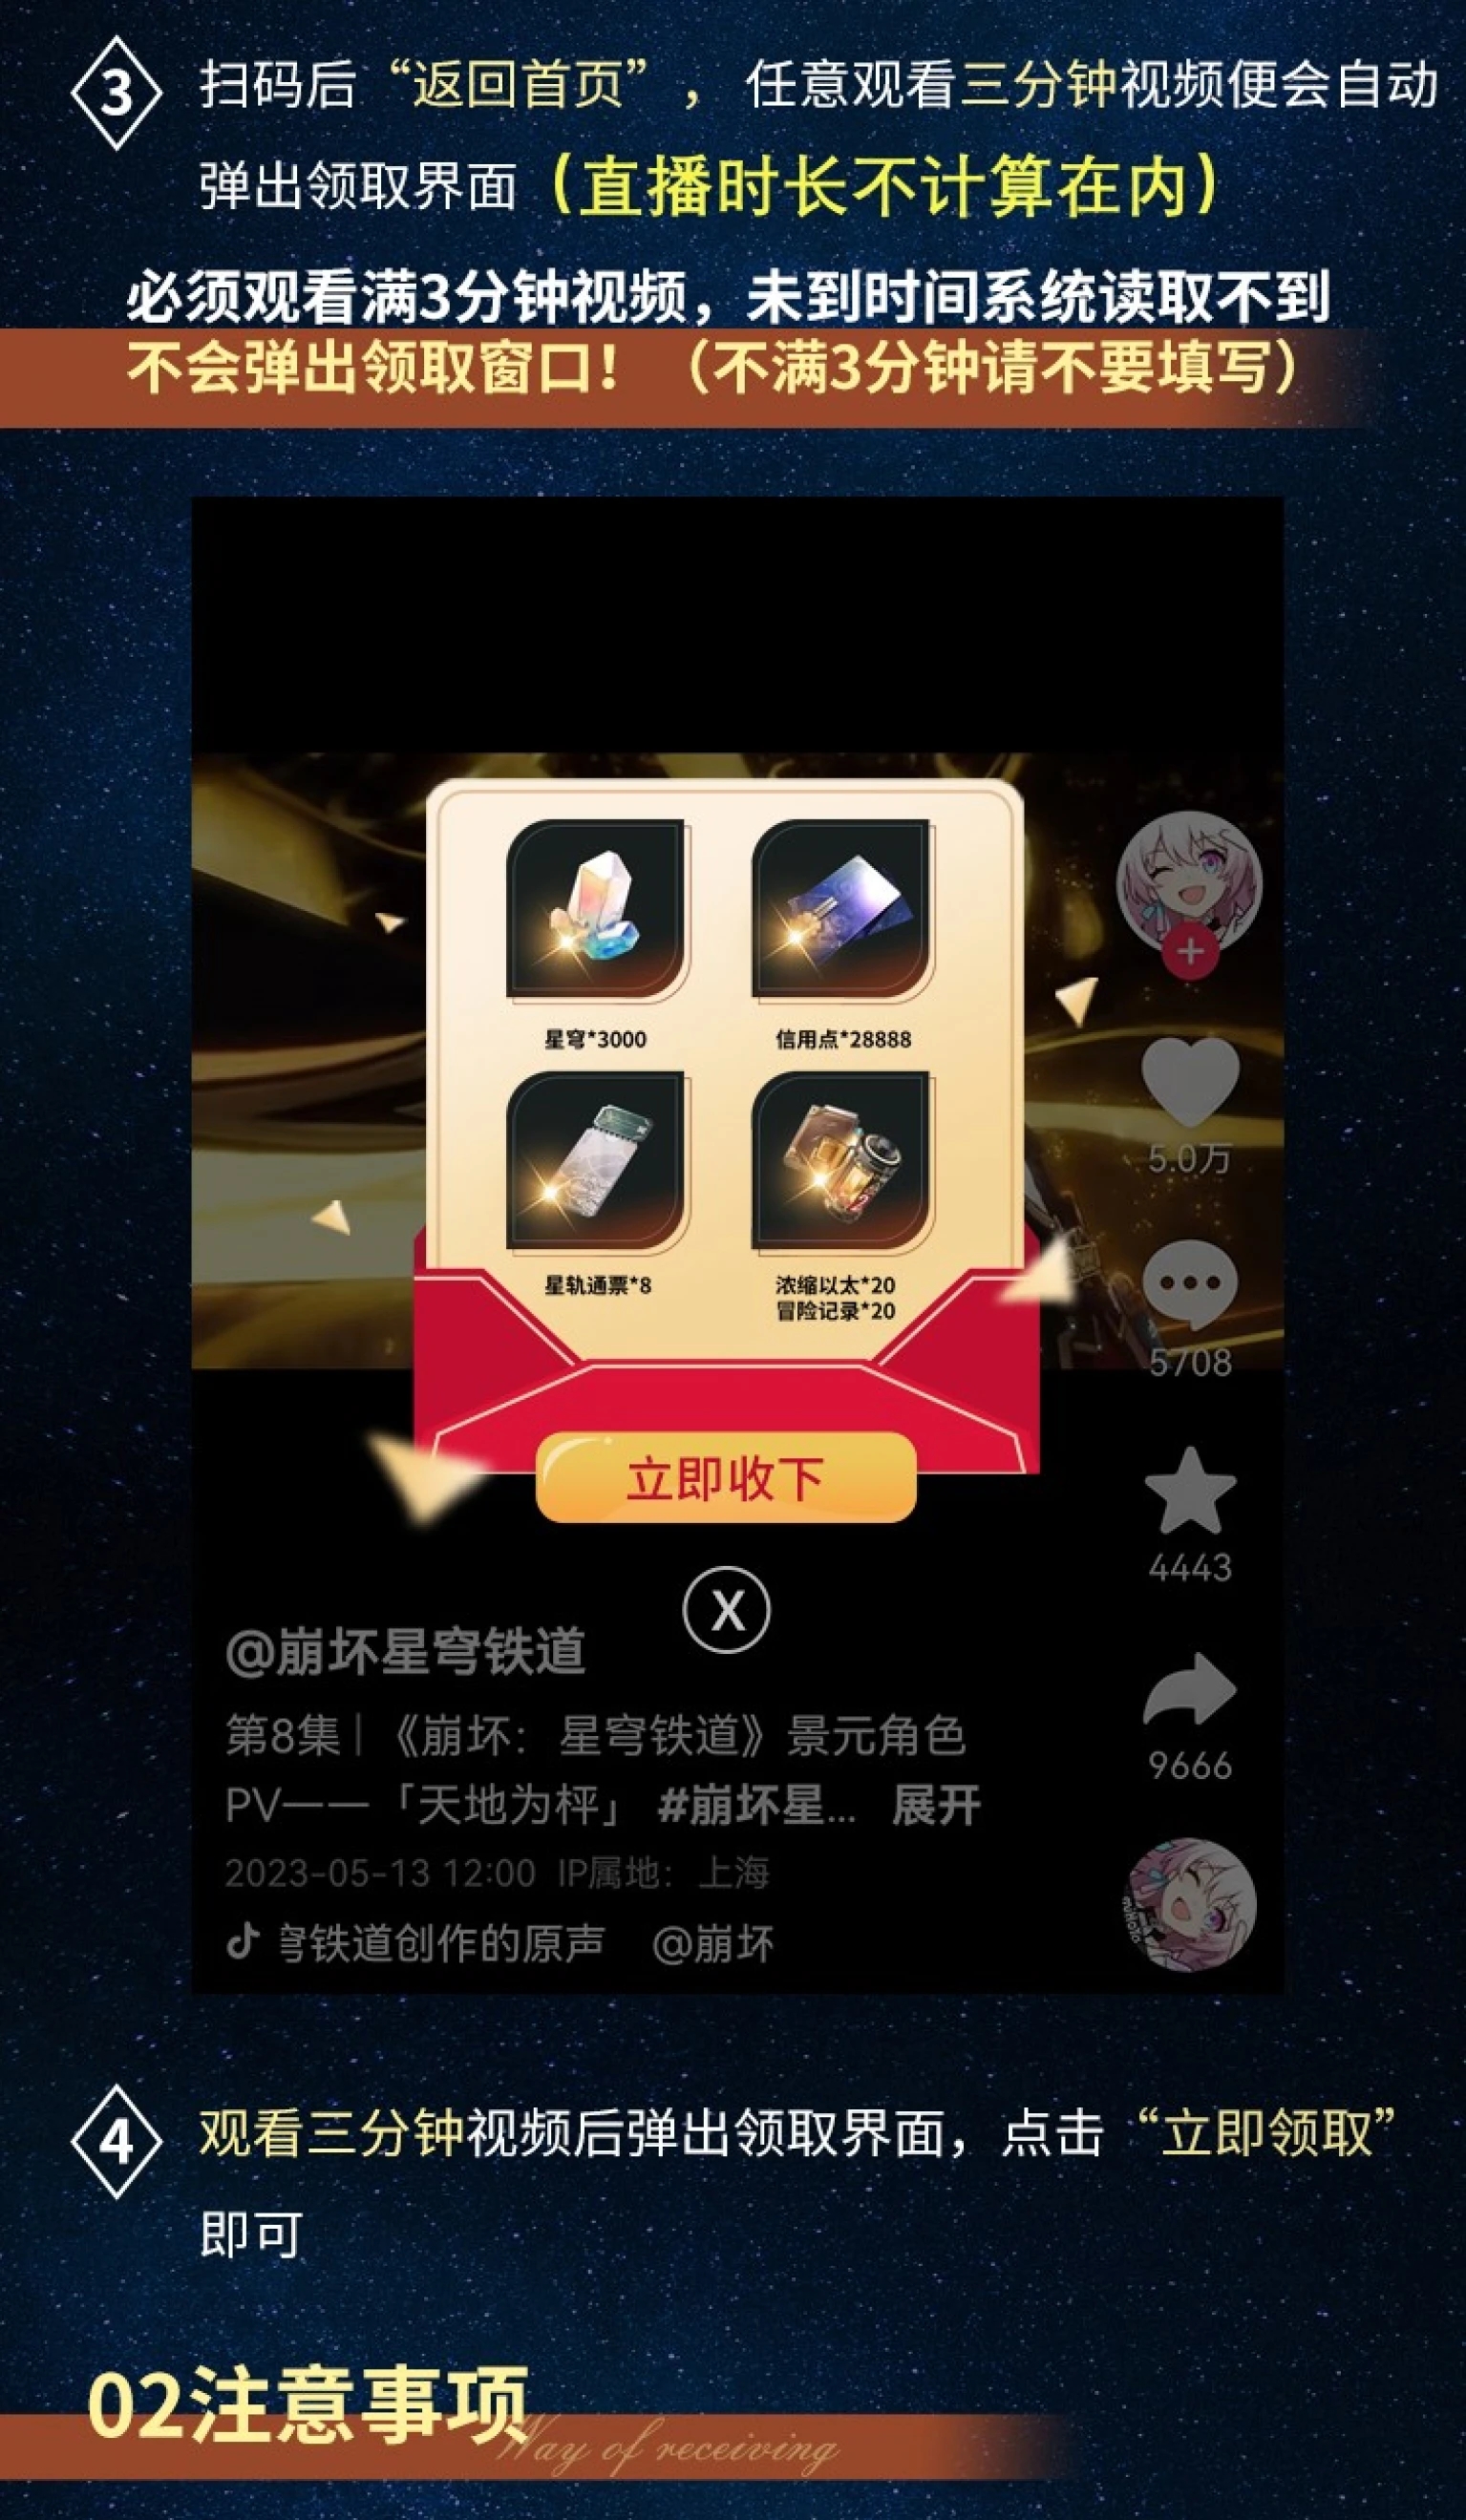 3 扫码后“返回首页”, 任意观看三分钟视频便会自动
弹出领取界面（直播时长不计算在内）
必须观看满3分钟视频，未到时间系统读取不到
不会弹出领取窗口！（不满3分钟请不要填写）
星穹*3000
信用点*28888
星轨通票*8
浓缩以太*20
冒险记录*20
立即收下
X
5.0万
5708
4443
9666
@崩坏星穹铁道
第8集 | 《崩坏：星穹铁道》景元角色
PV——「天地为枰」 #崩坏星... 展开
2023-05-13 12:00 IP属地：上海
穹铁道创作的原声 @崩坏
4 观看三分钟视频后弹出领取界面，点击“立即领取”
即可
02注意事项
Way of receiving